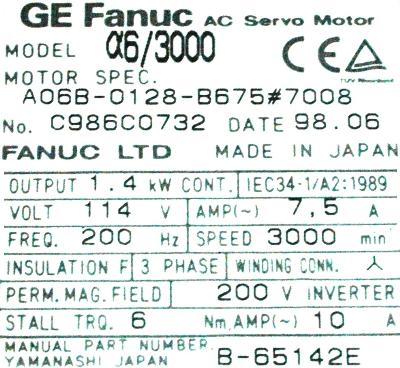 GE Fanuc AC Servo Motor
MODEL α6/3000
MOTOR SPEC.
A06B-0128-B675#7008
No. C986C0732 DATE 98.06
FANUC LTD MADE IN JAPAN
OUTPUT 1.4 kW CONT. IEC34-1/A2:1989
VOLT 114 V AMP(~) 7,5 A
FREQ. 200 Hz SPEED 3000 min
INSULATION F 3 PHASE WINDING CONN. 人
PERM. MAG. FIELD 200 V INVERTER
STALL TRQ. 6 Nm, AMP(~) 10 A
MANUAL PART NUMBER
YAMANASHI JAPAN B-65142E